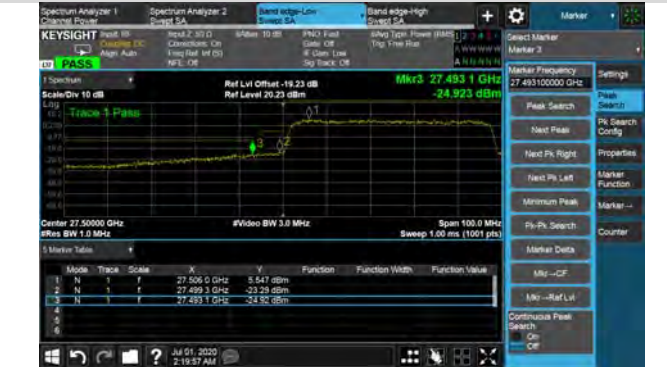 Spectrum Analyzer 1
Channel Power
Spectrum Analyzer 2
Swept SA
Band edge-Low
Swept SA
Band edge-High
Swept SA
+
Marker
KEYSIGHT Input: RF
Coupling: DC
Align: Auto
Input Z: 50 Ω
Corrections: On
Freq Ref: Int (S)
NFE: Off
#Atten: 10 dB
PNO: Fast
Gate: Off
IF Gain: Low
Sig Track: Off
#Avg Type: Power (RMS)
Trig: Free Run
PASS
1 Spectrum
Scale/Div 10 dB
Log
Ref Lvl Offset -19.23 dB
Ref Level 20.23 dBm
Mkr3 27.493 1 GHz
-24.923 dBm
Trace 1 Pass
Center 27.50000 GHz
#Res BW 1.0 MHz
#Video BW 3.0 MHz
Span 100.0 MHz
Sweep 1.00 ms (1001 pts)
5 Marker Table
Mode Trace Scale X Y Function Function Width Function Value
1 N 1 f 27.506 0 GHz 5.547 dBm
2 N 1 f 27.499 3 GHz -23.29 dBm
3 N 1 f 27.493 1 GHz -24.92 dBm
4
5
6
Select Marker
Marker 3
Marker Frequency
27.493100000 GHz
Peak Search
Next Peak
Next Pk Right
Next Pk Left
Minimum Peak
Pk-Pk Search
Marker Delta
Mkr→CF
Mkr→Ref Lvl
Continuous Peak
Search
On
Off
Settings
Peak
Search
Pk Search
Config
Properties
Marker
Function
Marker→
Counter
?
Jul 01, 2020
2:19:57 AM